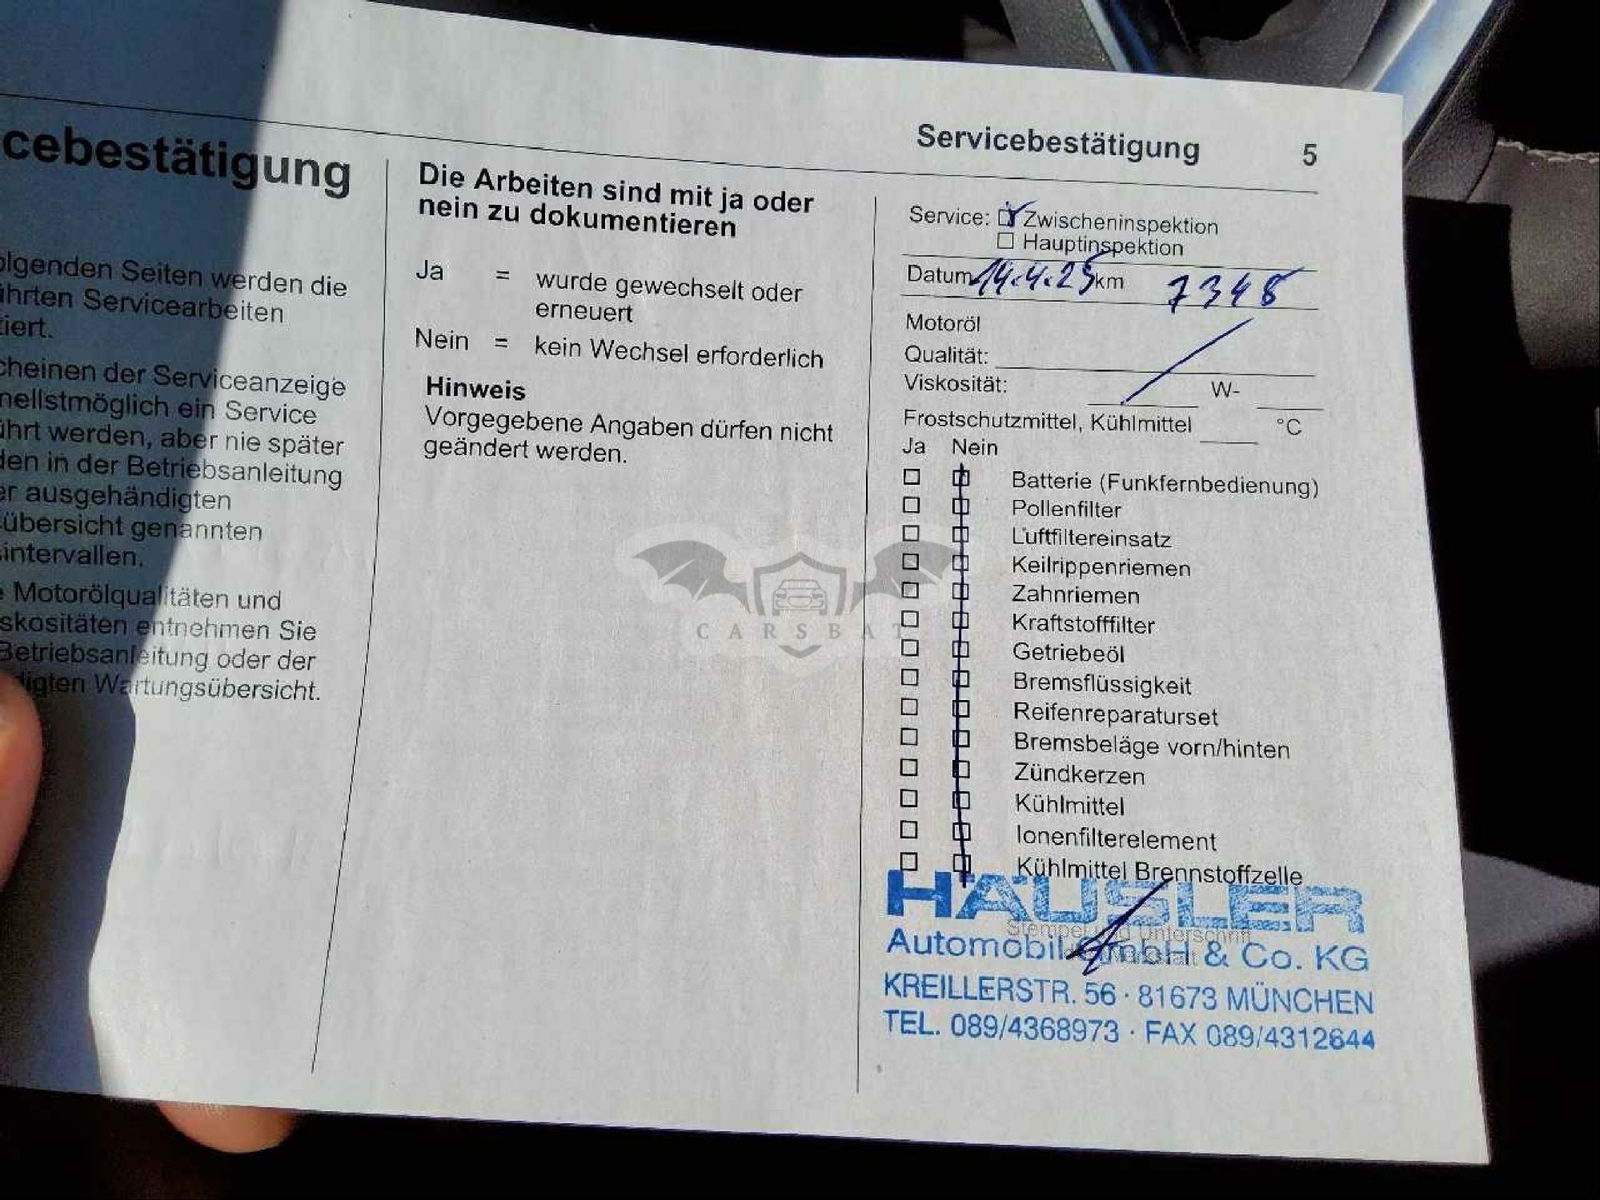 cebestätigung
olgenden Seiten werden die
ührten Servicearbeiten
tiert.
cheinen der Serviceanzeige
nellstmöglich ein Service
ührt werden, aber nie später
den in der Betriebsanleitung
er ausgehändigten
übersicht genannten
intervallen.
e Motorölqualitäten und
skositäten entnehmen Sie
Betriebsanleitung oder der
digten Wartungsübersicht.
Die Arbeiten sind mit ja oder
nein zu dokumentieren
Ja = wurde gewechselt oder
erneuert
Nein = kein Wechsel erforderlich
Hinweis
Vorgegebene Angaben dürfen nicht
geändert werden.
CARSBAT
Servicebestätigung 5
Service: Zwischeninspektion
Hauptinspektion
Datum 14.4.25 km 7348
Motoröl
Qualität:
Viskosität: W-
Frostschutzmittel, Kühlmittel °C
Ja Nein
Batterie (Funkfernbedienung)
Pollenfilter
Luftfiltereinsatz
Keilrippenriemen
Zahnriemen
Kraftstofffilter
Getriebeöl
Bremsflüssigkeit
Reifenreparaturset
Bremsbeläge vorn/hinten
Zündkerzen
Kühlmittel
Ionenfilterelement
Kühlmittel Brennstoffzelle
HÄUSLER
Stempel und Unterschrift
Automobil GmbH & Co. KG
KREILLERSTR. 56 · 81673 MÜNCHEN
TEL. 089/4368973 · FAX 089/4312644